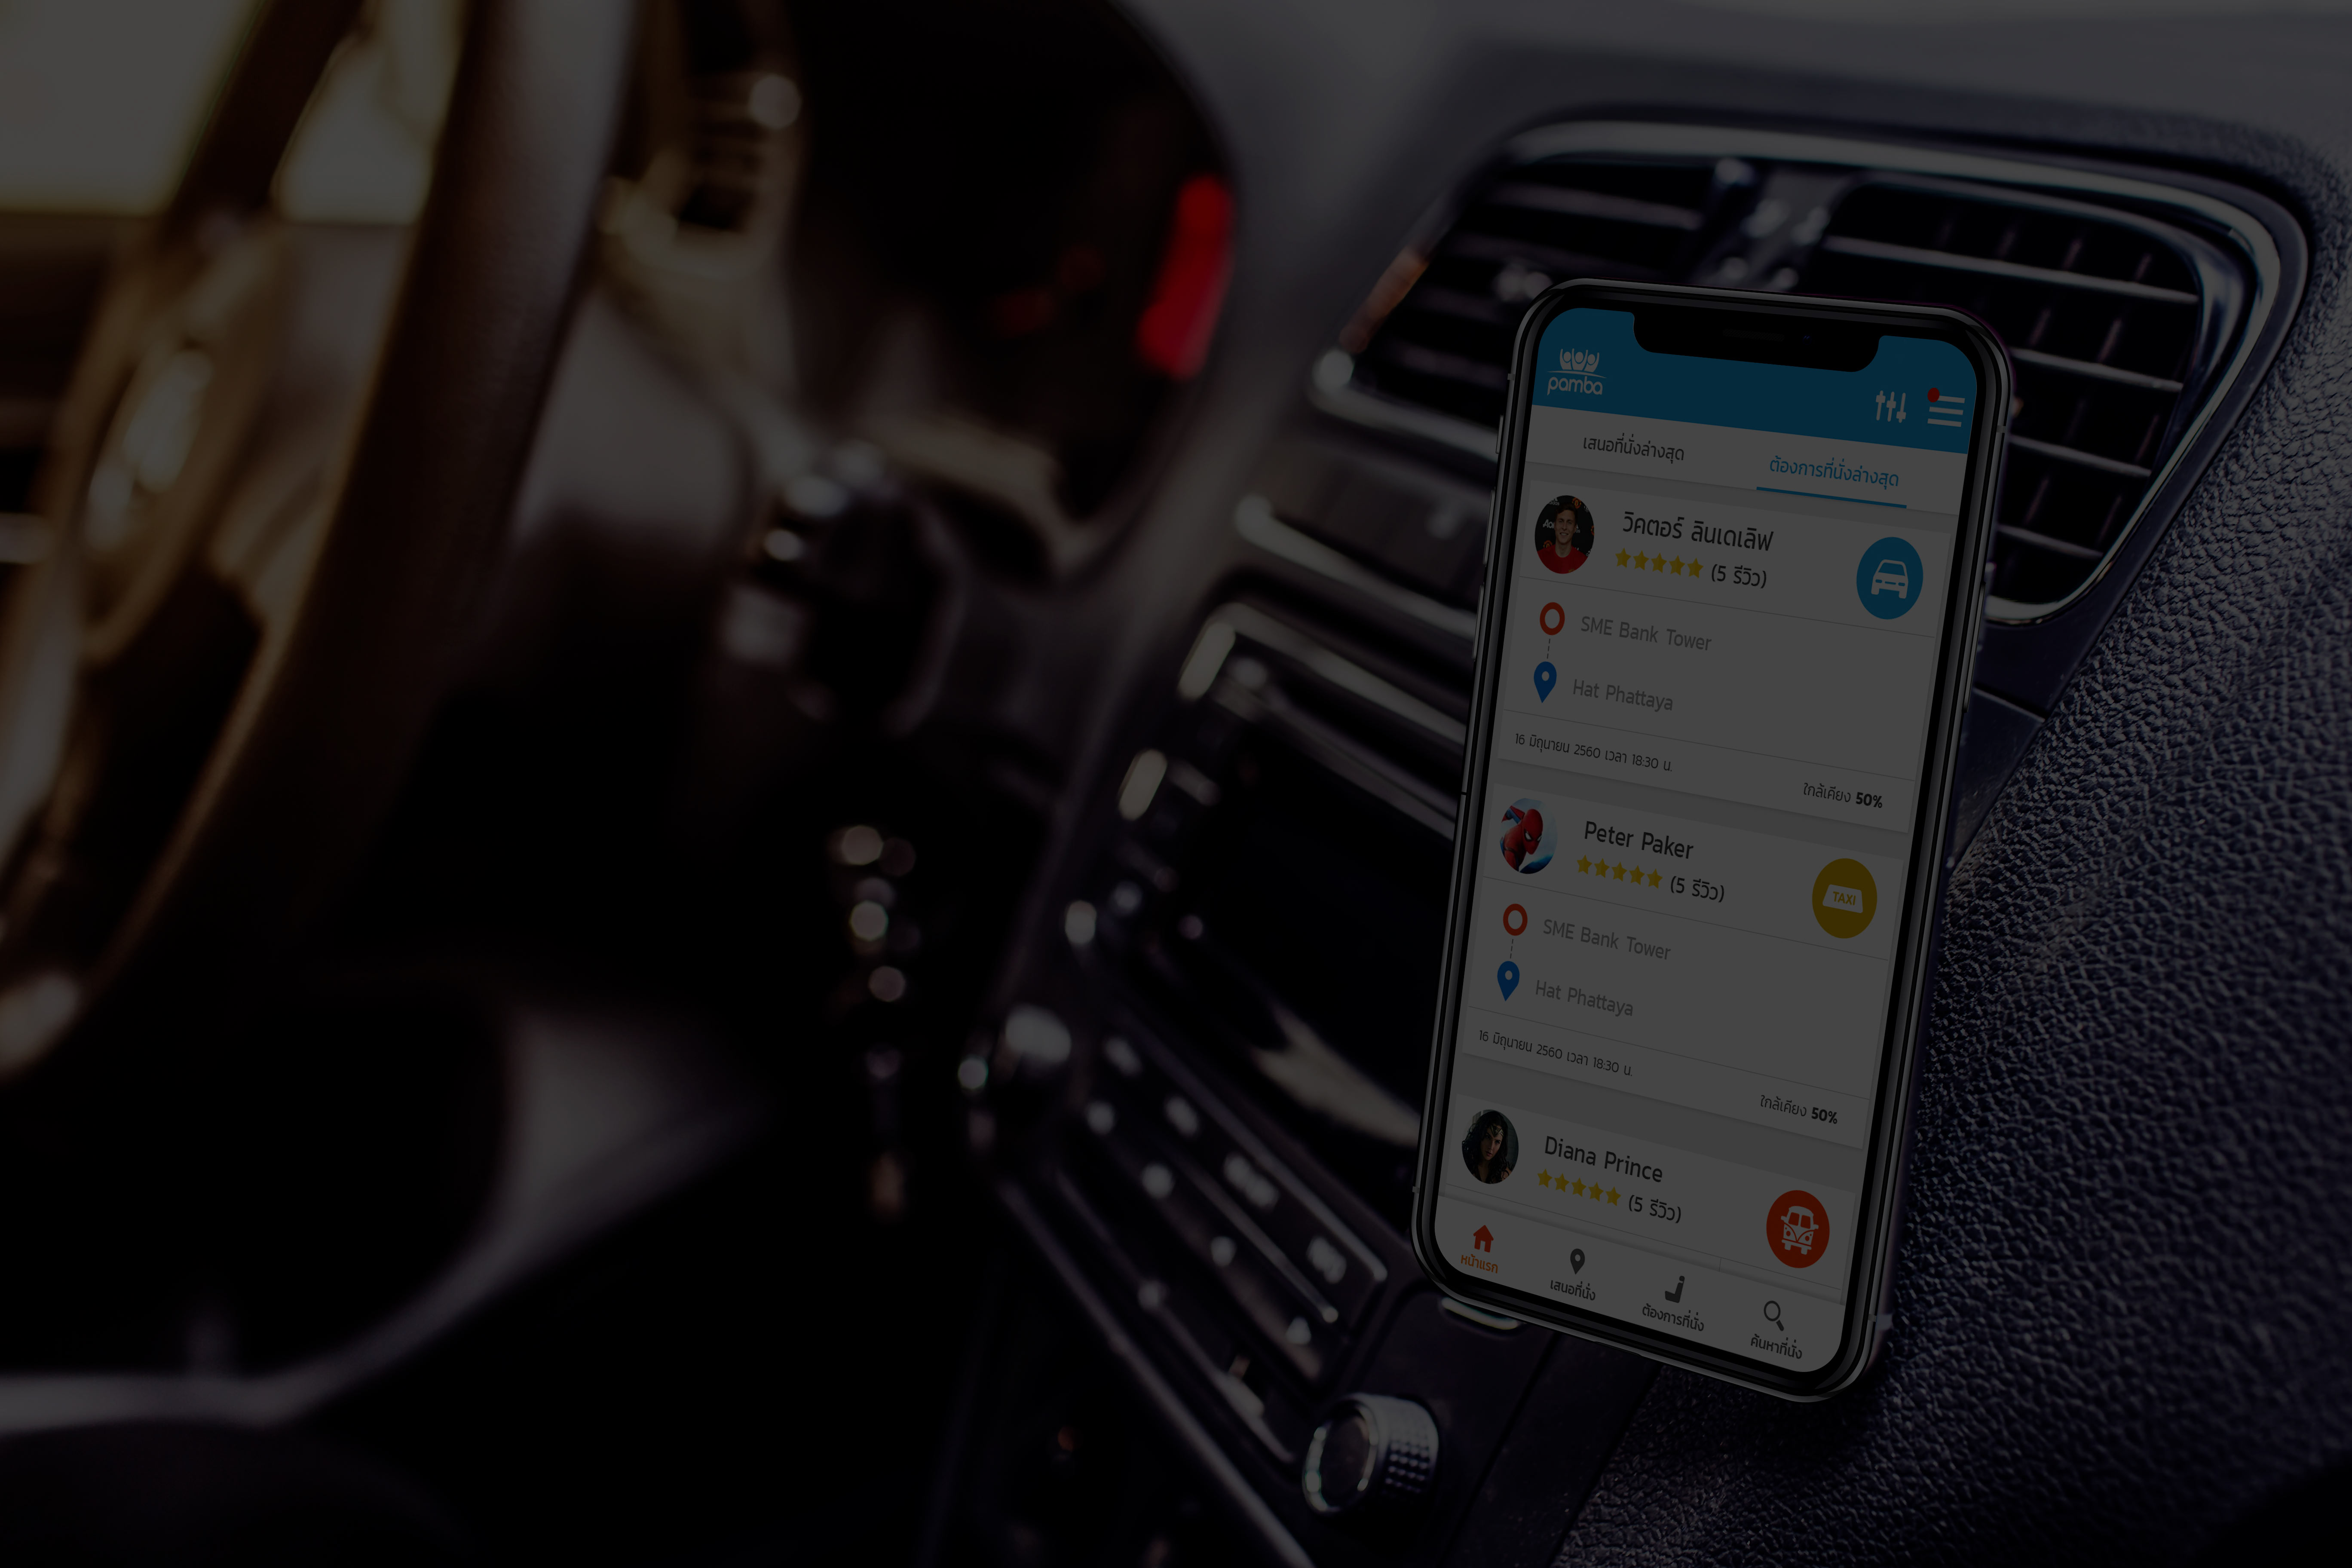 pamba
เสนอที่นั่งล่างสุด
ต้องการที่นั่งล่างสุด
วิคตอร์ ลินเดเลิฟ
(5 รีวิว)
SME Bank Tower
Hat Phattaya
16 มิถุนายน 2560 เวลา 18:30 น.
ใกล้เคียง 50%
Peter Paker
(5 รีวิว)
TAXI
SME Bank Tower
Hat Phattaya
16 มิถุนายน 2560 เวลา 18:30 น.
ใกล้เคียง 50%
Diana Prince
(5 รีวิว)
หน้าแรก
เสนอที่นั่ง
ต้องการที่นั่ง
ค้นหาที่นั่ง